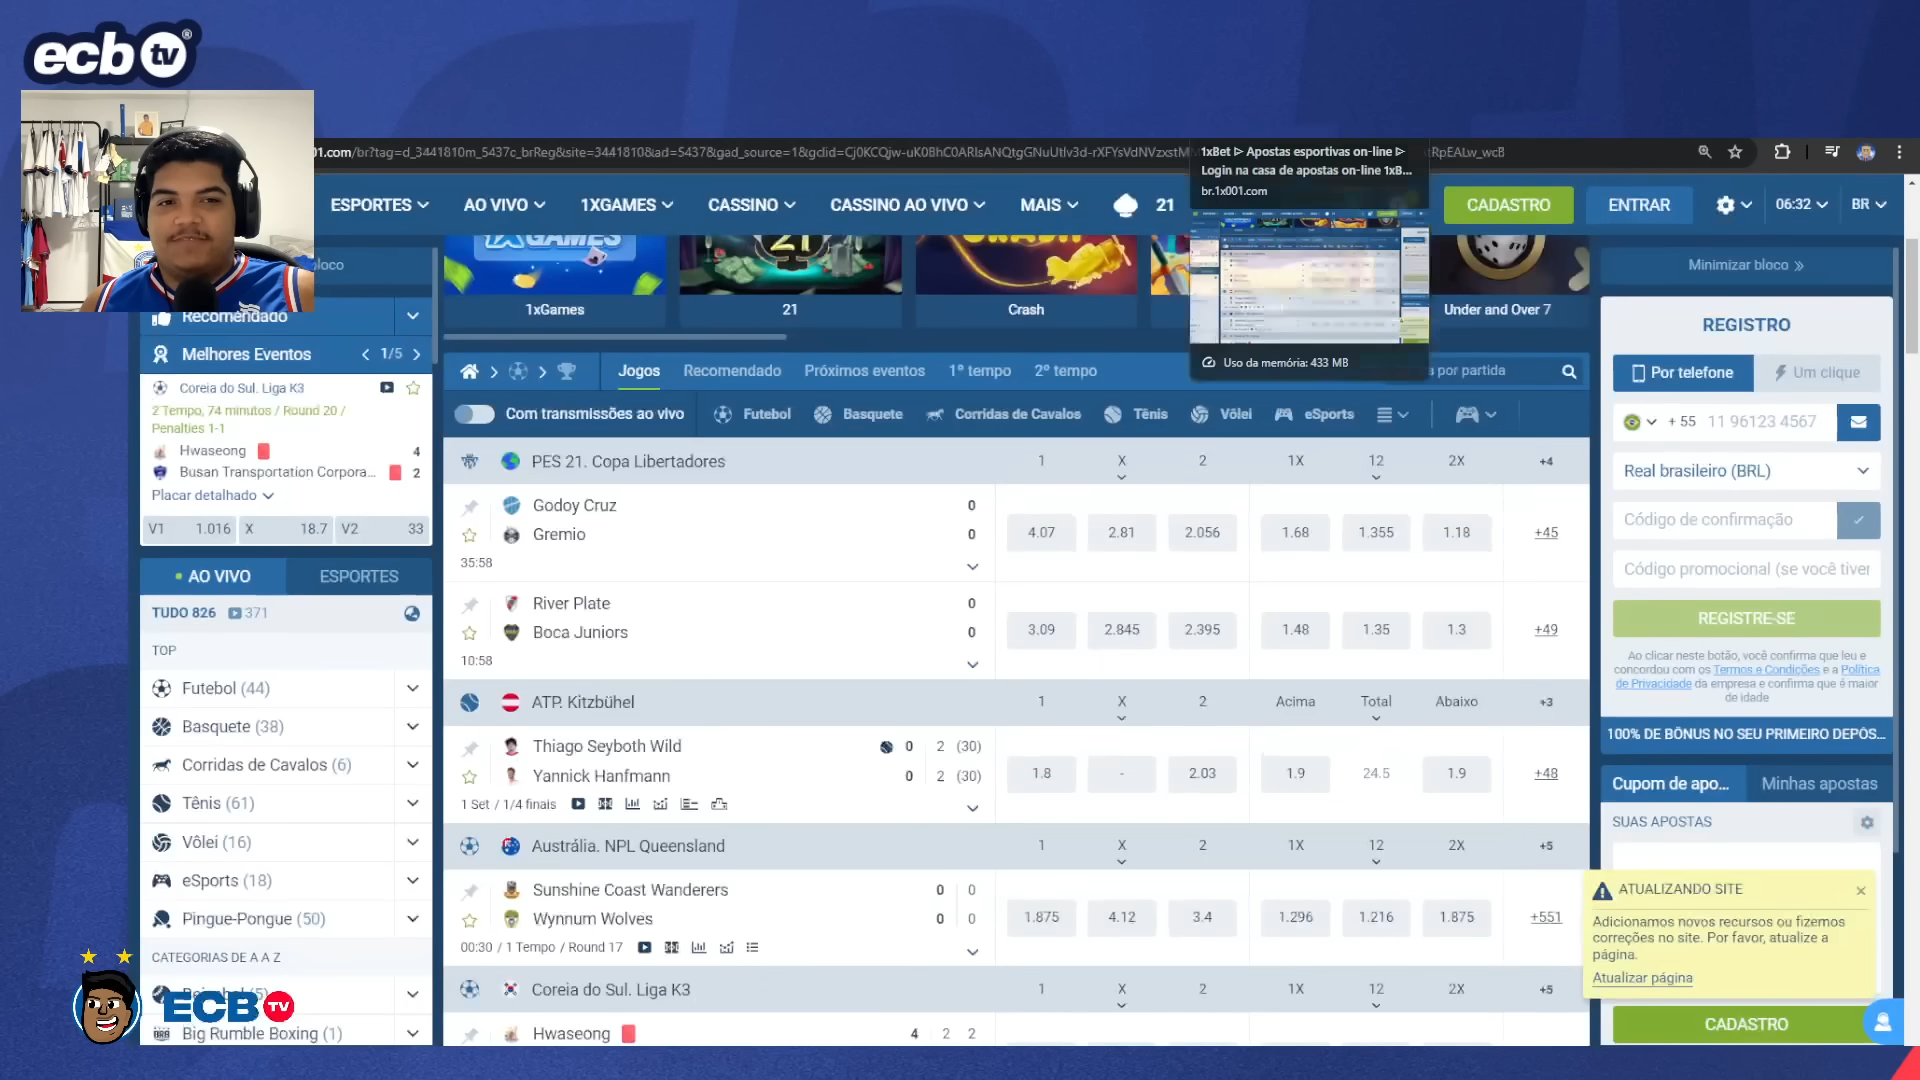 ecb tv®
01.com/br?tag=d_3441810m_5437c_brReg&site=3441810&ad=5437&gad_source=1&gclid=Cj0KCQjw-uK0BhC0ARIsANQtgGNuUtlv3d-rXFYsVdNVzxstM
RpEALw_wcB
1xBet ᐉ Apostas esportivas on-line ᐉ
Login na casa de apostas on-line 1xB...
br.1x001.com
Uso da memória: 433 MB
ESPORTES AO VIVO 1XGAMES CASSINO CASSINO AO VIVO MAIS 21
CADASTRO ENTRAR 06:32 BR
bloco
Recomendado
Melhores Eventos 1/5
Coreia do Sul. Liga K3
2 Tempo, 74 minutos / Round 20 /
Penalties 1-1
Hwaseong 4
Busan Transportation Corpora... 2
Placar detalhado
V1 1.016 X 18.7 V2 33
AO VIVO ESPORTES
TUDO 826 371
TOP
Futebol (44)
Basquete (38)
Corridas de Cavalos (6)
Tênis (61)
Vôlei (16)
eSports (18)
Pingue-Pongue (50)
CATEGORIAS DE A A Z
Big Rumble Boxing (1)
ECB TV
1XGAMES 21 CRASH
1xGames 21 Crash Under and Over 7
Jogos Recomendado Próximos eventos 1º tempo 2º tempo por partida
Com transmissões ao vivo Futebol Basquete Corridas de Cavalos Tênis Vôlei eSports
PES 21. Copa Libertadores 1 X 2 1X 12 2X +4
Godoy Cruz 0
Gremio 0
35:58
4.07 2.81 2.056 1.68 1.355 1.18 +45
River Plate 0
Boca Juniors 0
10:58
3.09 2.845 2.395 1.48 1.35 1.3 +49
ATP. Kitzbühel 1 X 2 Acima Total Abaixo +3
Thiago Seyboth Wild 0 2 (30)
Yannick Hanfmann 0 2 (30)
1 Set / 1/4 finais
1.8 - 2.03 1.9 24.5 1.9 +48
Austrália. NPL Queensland 1 X 2 1X 12 2X +5
Sunshine Coast Wanderers 0 0
Wynnum Wolves 0 0
00:30 / 1 Tempo / Round 17
1.875 4.12 3.4 1.296 1.216 1.875 +551
Coreia do Sul. Liga K3 1 X 2 1X 12 2X +5
Hwaseong 4 2 2
Minimizar bloco
REGISTRO
Por telefone Um clique
+ 55 11 96123 4567
Real brasileiro (BRL)
Código de confirmação
Código promocional (se você tiver
REGISTRE-SE
Ao clicar neste botão, você confirma que leu e
concordou com os Termos e Condições e a Política
de Privacidade da empresa e confirma que é maior
de idade
100% DE BÔNUS NO SEU PRIMEIRO DEPÓS...
Cupom de apo... Minhas apostas
SUAS APOSTAS
ATUALIZANDO SITE
Adicionamos novos recursos ou fizemos
correções no site. Por favor, atualize a
página.
Atualizar página
CADASTRO